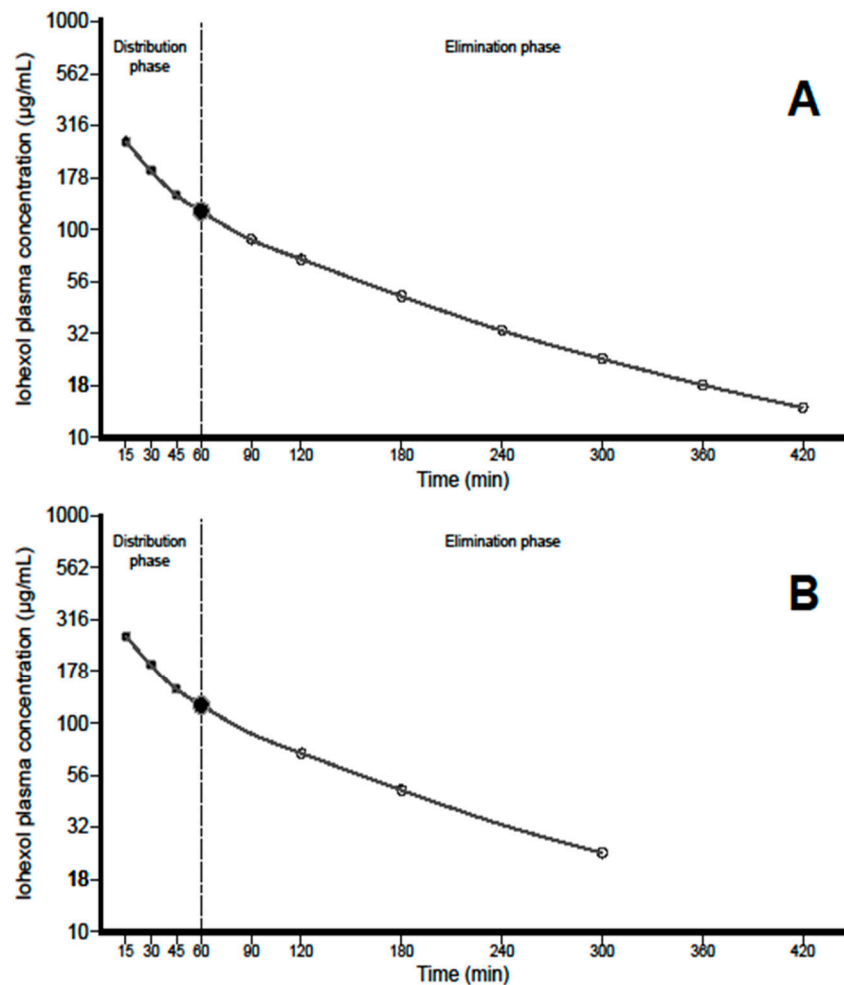 1000
Distribution
phase
Elimination phase
562
A
316
178
100
56
32
18
10
Iohexol plasma concentration (µg/mL)
15 30 45 60 90 120 180 240 300 360 420
Time (min)
1000
Distribution
phase
Elimination phase
562
B
316
178
100
56
32
18
10
Iohexol plasma concentration (µg/mL)
15 30 45 60 90 120 180 240 300 360 420
Time (min)